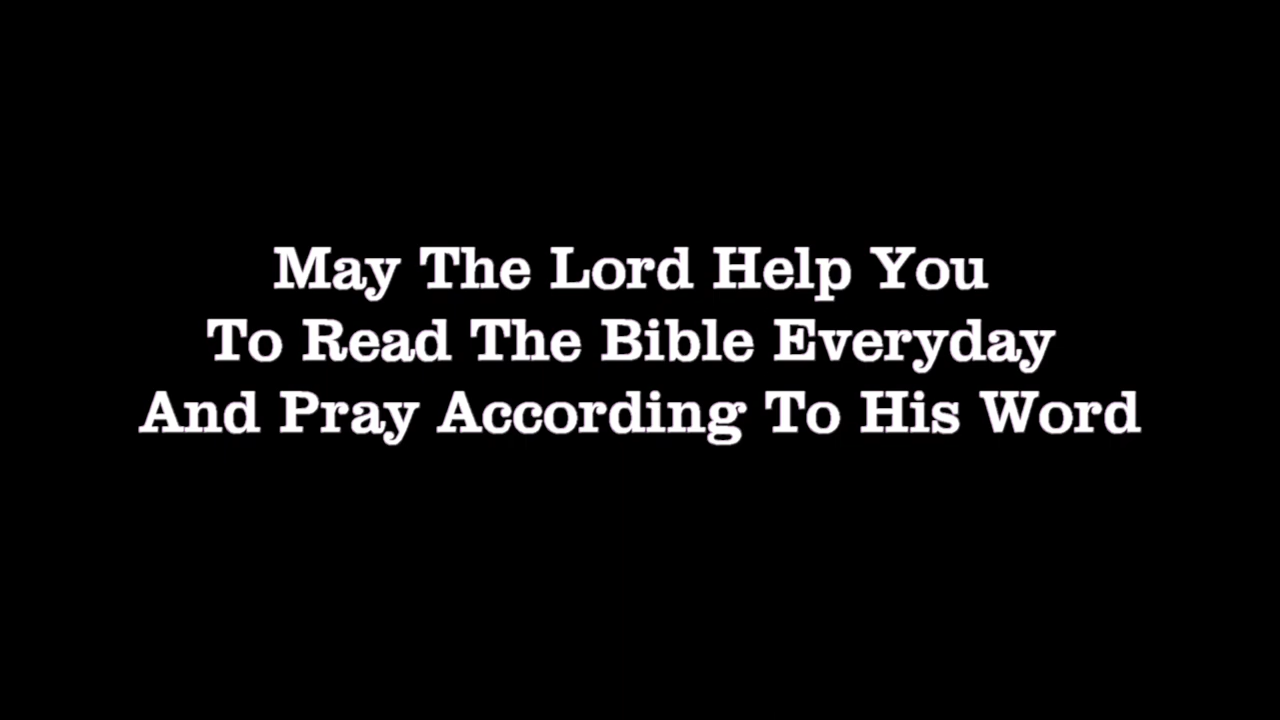 May The Lord Help You
To Read The Bible Everyday
And Pray According To His Word